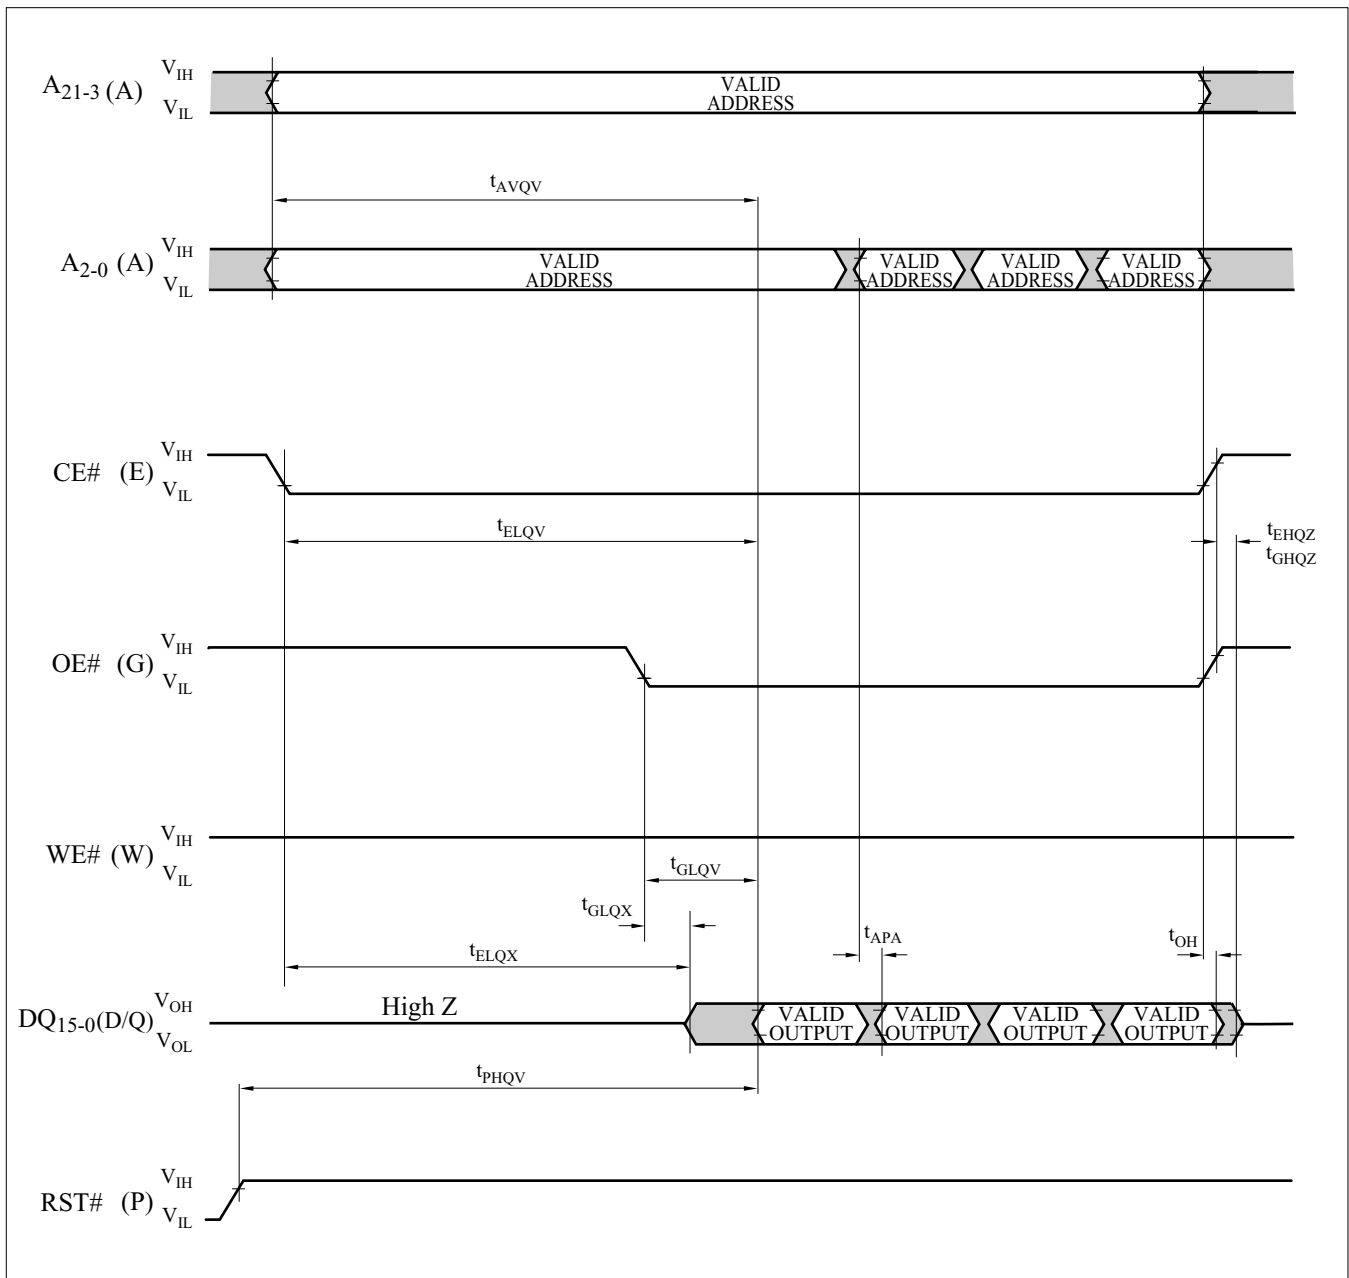 A21-3 (A) VIH VIL VALID ADDRESS
tAVQV
A2-0 (A) VIH VIL VALID ADDRESS VALID ADDRESS VALID ADDRESS VALID ADDRESS
CE# (E) VIH VIL
tELQV
tEHQZ
tGHQZ
OE# (G) VIH VIL
WE# (W) VIH VIL
tGLQV
tGLQX
tAPA
tOH
tELQX
DQ15-0(D/Q) VOH VOL High Z VALID OUTPUT VALID OUTPUT VALID OUTPUT VALID OUTPUT
tPHQV
RST# (P) VIH VIL